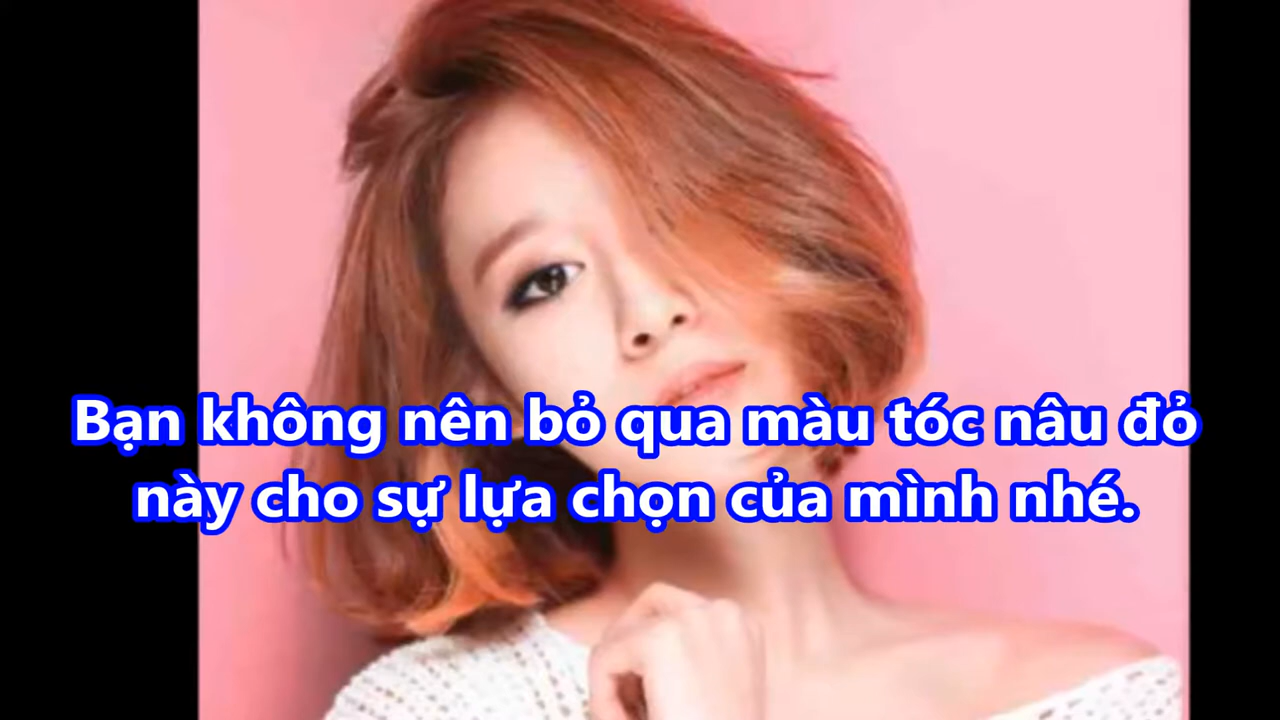 Bạn không nên bỏ qua màu tóc nâu đỏ
này cho sự lựa chọn của mình nhé.